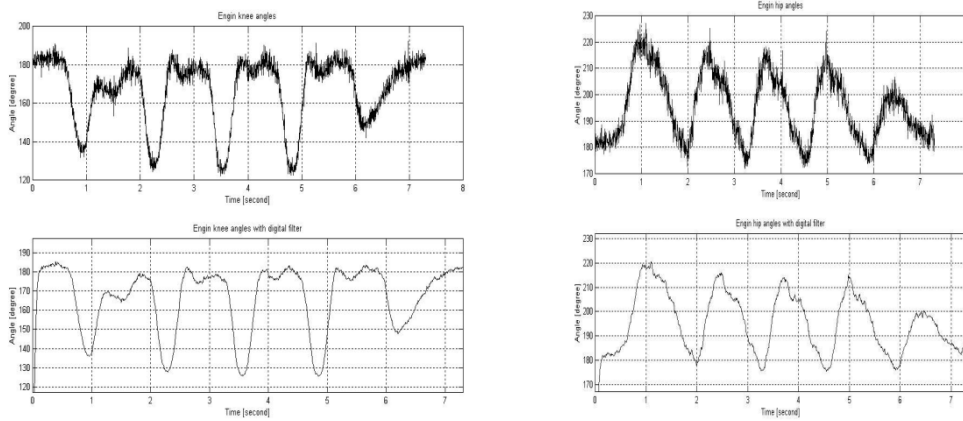 Engin knee angles
200
180
160
140
120
Angle [degree]
0 1 2 3 4 5 6 7 8
Time [second]
Engin hip angles
230
220
210
200
190
180
170
Angle [degree]
0 1 2 3 4 5 6 7
Time [second]
Engin knee angles with digital filter
190
180
170
160
150
140
130
120
Angle [degree]
0 1 2 3 4 5 6 7
Time [second]
Engin hip angles with digital filter
230
220
210
200
190
180
170
Angle [degree]
0 1 2 3 4 5 6 7
Time [second]